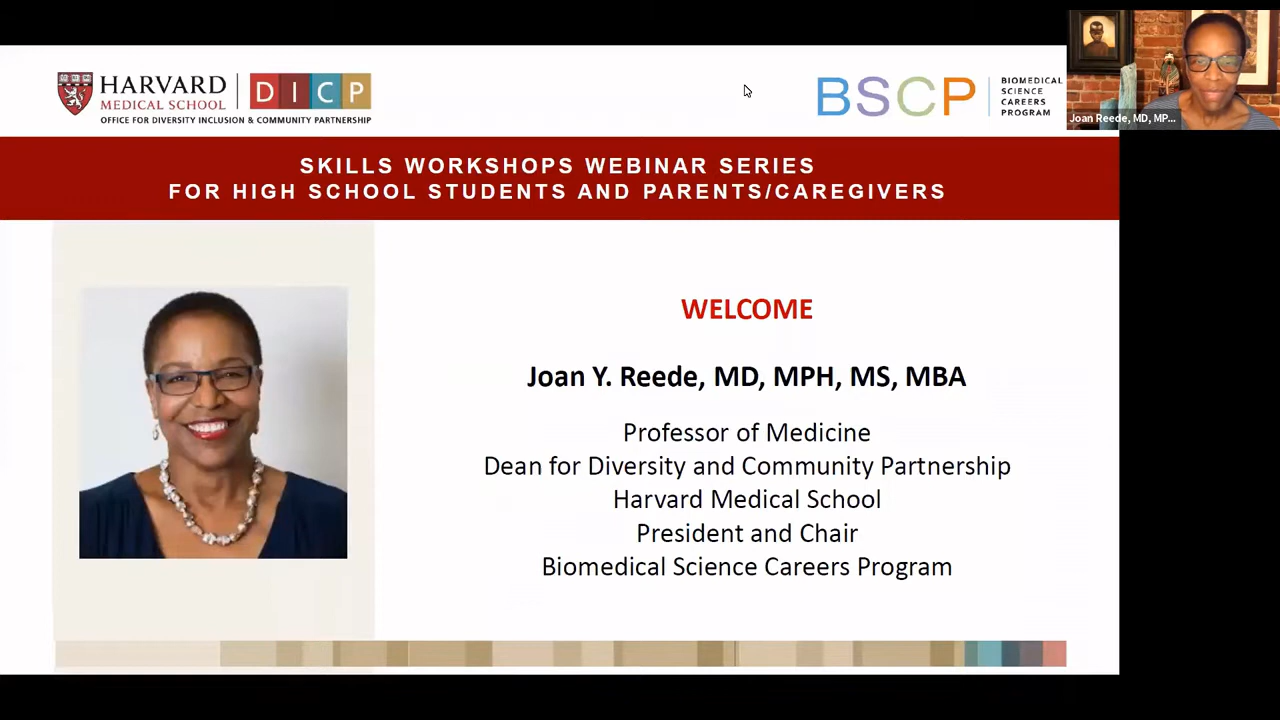 HARVARD
MEDICAL SCHOOL
DICP
OFFICE FOR DIVERSITY INCLUSION & COMMUNITY PARTNERSHIP
BSCP
BIOMEDICAL
SCIENCE
CAREERS
PROGRAM
Joan Reede, MD, MP...
SKILLS WORKSHOPS WEBINAR SERIES
FOR HIGH SCHOOL STUDENTS AND PARENTS/CAREGIVERS
WELCOME
Joan Y. Reede, MD, MPH, MS, MBA
Professor of Medicine
Dean for Diversity and Community Partnership
Harvard Medical School
President and Chair
Biomedical Science Careers Program